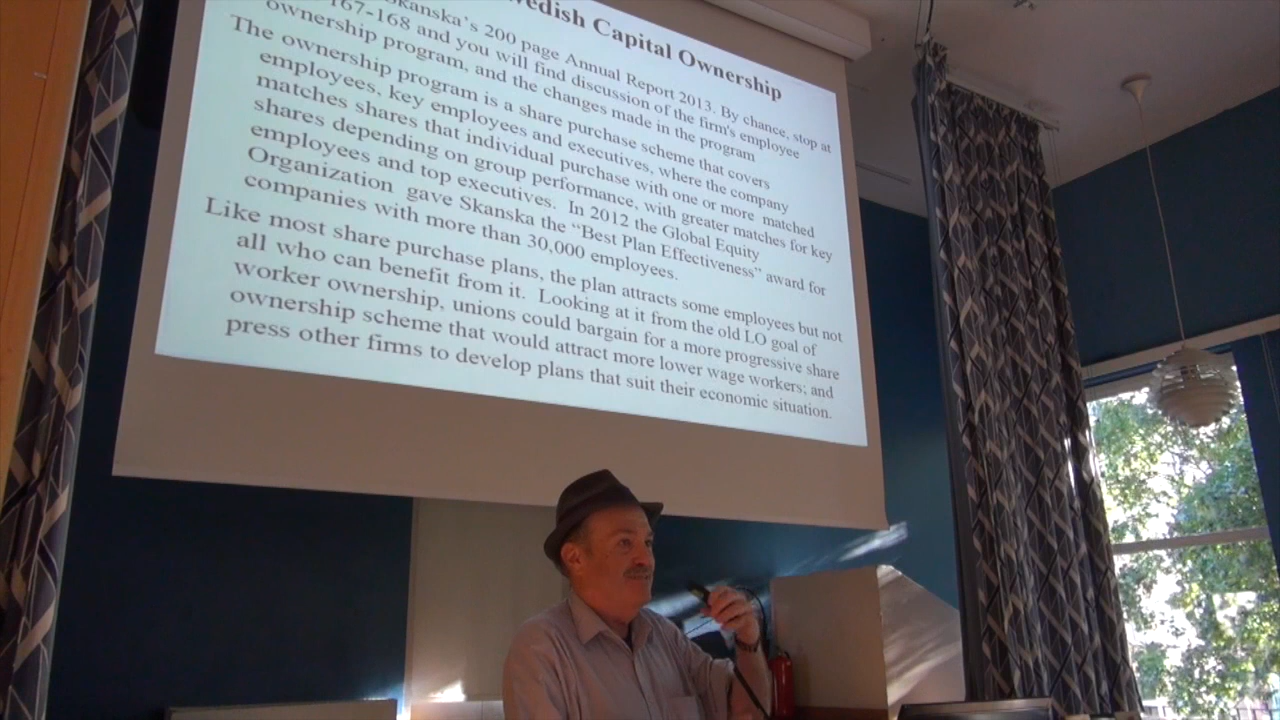 wedish Capital Ownership
Skanska's 200 page Annual Report 2013. By chance, stop at
167-168 and you will find discussion of the firm's employee
ownership program, and the changes made in the program
The ownership program is a share purchase scheme that covers
employees, key employees and executives, where the company
matches shares that individual purchase with one or more matched
shares depending on group performance, with greater matches for key
employees and top executives. In 2012 the Global Equity
Organization gave Skanska the "Best Plan Effectiveness" award for
companies with more than 30,000 employees.
Like most share purchase plans, the plan attracts some employees but not
all who can benefit from it. Looking at it from the old LO goal of
worker ownership, unions could bargain for a more progressive share
ownership scheme that would attract more lower wage workers; and
press other firms to develop plans that suit their economic situation.